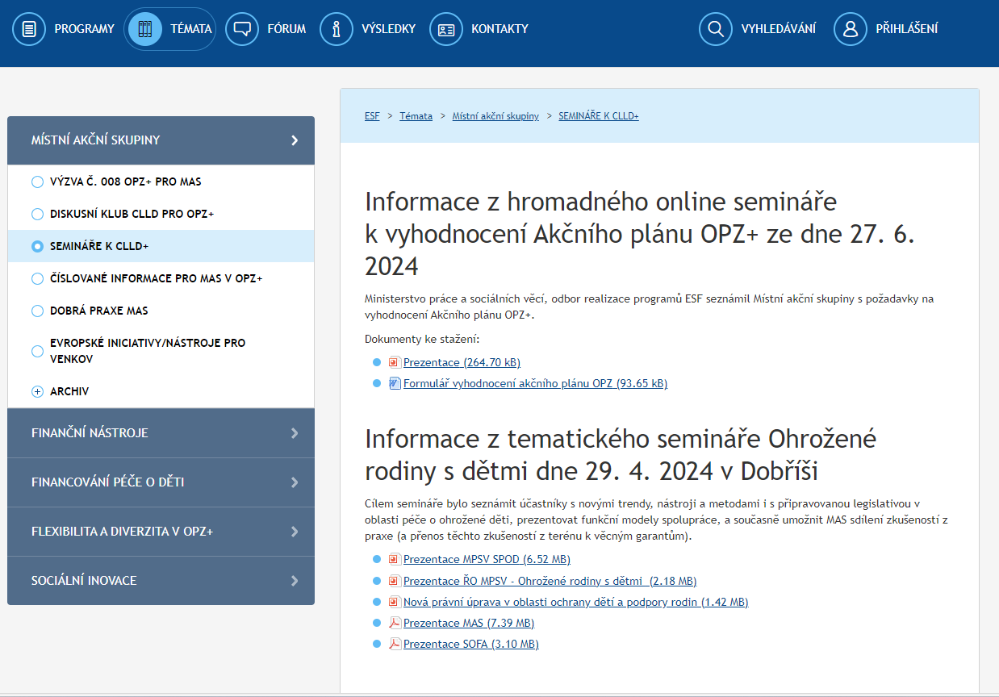 PROGRAMY
TÉMATA
FÓRUM
VÝSLEDKY
KONTAKTY
VYHLEDÁVÁNÍ
PŘIHLÁŠENÍ
MÍSTNÍ AKČNÍ SKUPINY
VÝZVA Č. 008 OPZ+ PRO MAS
DISKUSNÍ KLUB CLLD PRO OPZ+
SEMINÁŘE K CLLD+
ČÍSLOVANÉ INFORMACE PRO MAS V OPZ+
DOBRÁ PRAXE MAS
EVROPSKÉ INICIATIVY/NÁSTROJE PRO
VENKOV
ARCHIV
FINANČNÍ NÁSTROJE
FINANCOVÁNÍ PÉČE O DĚTI
FLEXIBILITA A DIVERZITA V OPZ+
SOCIÁLNÍ INOVACE
ESF > Témata > Místní akční skupiny > SEMINÁŘE K CLLD+
Informace z hromadného online semináře
k vyhodnocení Akčního plánu OPZ+ ze dne 27. 6.
2024
Ministerstvo práce a sociálních věcí, odbor realizace programů ESF seznámil Místní akční skupiny s požadavky na
vyhodnocení Akčního plánu OPZ+.
Dokumenty ke stažení:
Prezentace (264.70 kB)
Formulář vyhodnocení akčního plánu OPZ (93.65 kB)
Informace z tematického semináře Ohrožené
rodiny s dětmi dne 29. 4. 2024 v Dobříši
Cílem semináře bylo seznámit účastníky s novými trendy, nástroji a metodami i s připravovanou legislativou v
oblasti péče o ohrožené děti, prezentovat funkční modely spolupráce, a současně umožnit MAS sdílení zkušeností z
praxe (a přenos těchto zkušeností z terénu k věcným garantům).
Prezentace MPSV SPOD (6.52 MB)
Prezentace ŘO MPSV - Ohrožené rodiny s dětmi (2.18 MB)
Nová právní úprava v oblasti ochrany dětí a podpory rodin (1.42 MB)
Prezentace MAS (7.39 MB)
Prezentace SOFA (3.10 MB)